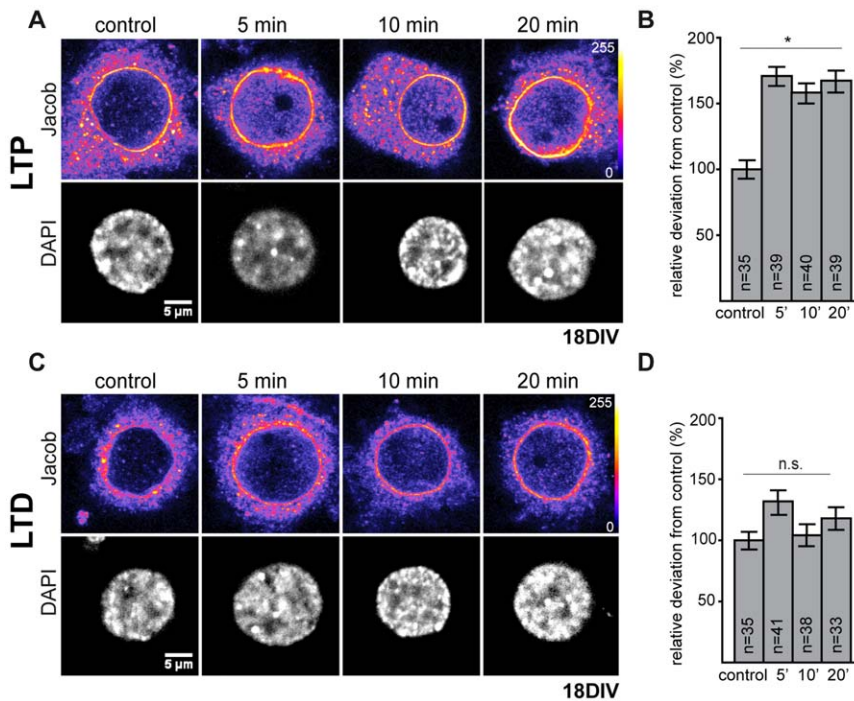 A
control
5 min
10 min
20 min
LTP
Jacob
255
0
DAPI
5 µm
18DIV
B
relative deviation from control (%)
200
150
100
50
*
n=35
n=39
n=40
n=39
control 5' 10' 20'
C
control
5 min
10 min
20 min
LTD
Jacob
255
0
DAPI
5 µm
18DIV
D
relative deviation from control (%)
200
150
100
50
n.s.
n=35
n=41
n=38
n=33
control 5' 10' 20'